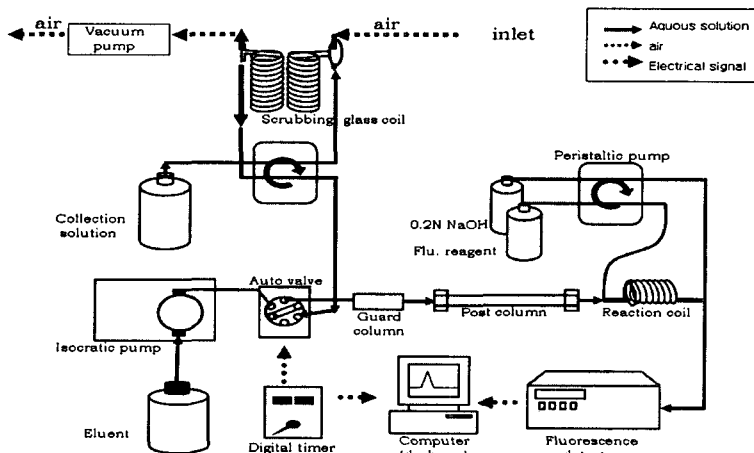 air
air
inlet
Vacuum
pump
Aquous solution
air
Electrical signal
Scrubbing glass coil
Peristaltic pump
Collection
solution
0.2N NaOH
Flu. reagent
Auto valve
Guard
column
Post column
Reaction coil
Isocratic pump
Eluent
Digital timer
Computer
Fluorescence